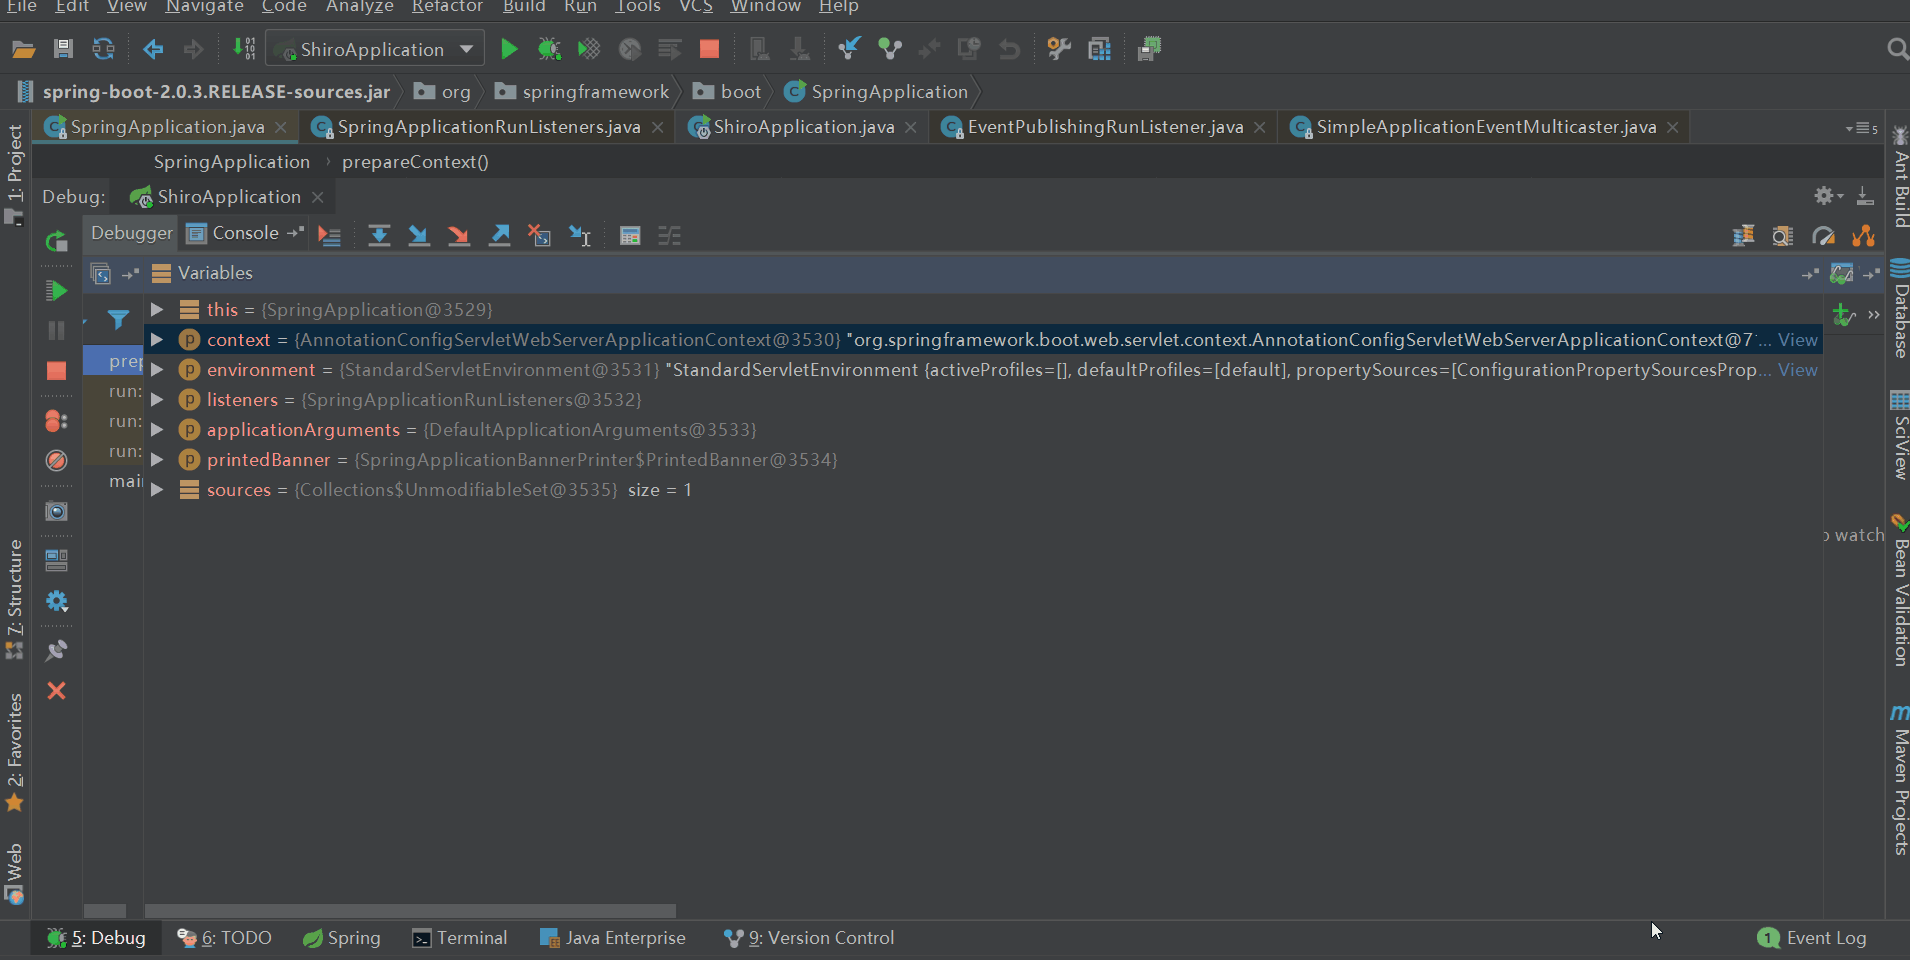 File Edit View Navigate Code Analyze Refactor Build Run Tools VCS Window Help
ShiroApplication
spring-boot-2.0.3.RELEASE-sources.jar org springframework boot SpringApplication
SpringApplication.java SpringApplicationRunListeners.java ShiroApplication.java EventPublishingRunListener.java SimpleApplicationEventMulticaster.java 5
SpringApplication › prepareContext()
Debug: ShiroApplication
Debugger Console
Variables
this = {SpringApplication@3529}
context = {AnnotationConfigServletWebServerApplicationContext@3530} "org.springframework.boot.web.servlet.context.AnnotationConfigServletWebServerApplicationContext@7... View
environment = {StandardServletEnvironment@3531} "StandardServletEnvironment {activeProfiles=[], defaultProfiles=[default], propertySources=[ConfigurationPropertySourcesProp... View
listeners = {SpringApplicationRunListeners@3532}
applicationArguments = {DefaultApplicationArguments@3533}
printedBanner = {SpringApplicationBannerPrinter$PrintedBanner@3534}
sources = {Collections$UnmodifiableSet@3535} size = 1
prep
run:
run:
run:
mai
watch
1: Project
7: Structure
2: Favorites
Web
Ant Build
Database
SciView
Bean Validation
Maven Projects
5: Debug 6: TODO Spring Terminal Java Enterprise 9: Version Control 1 Event Log